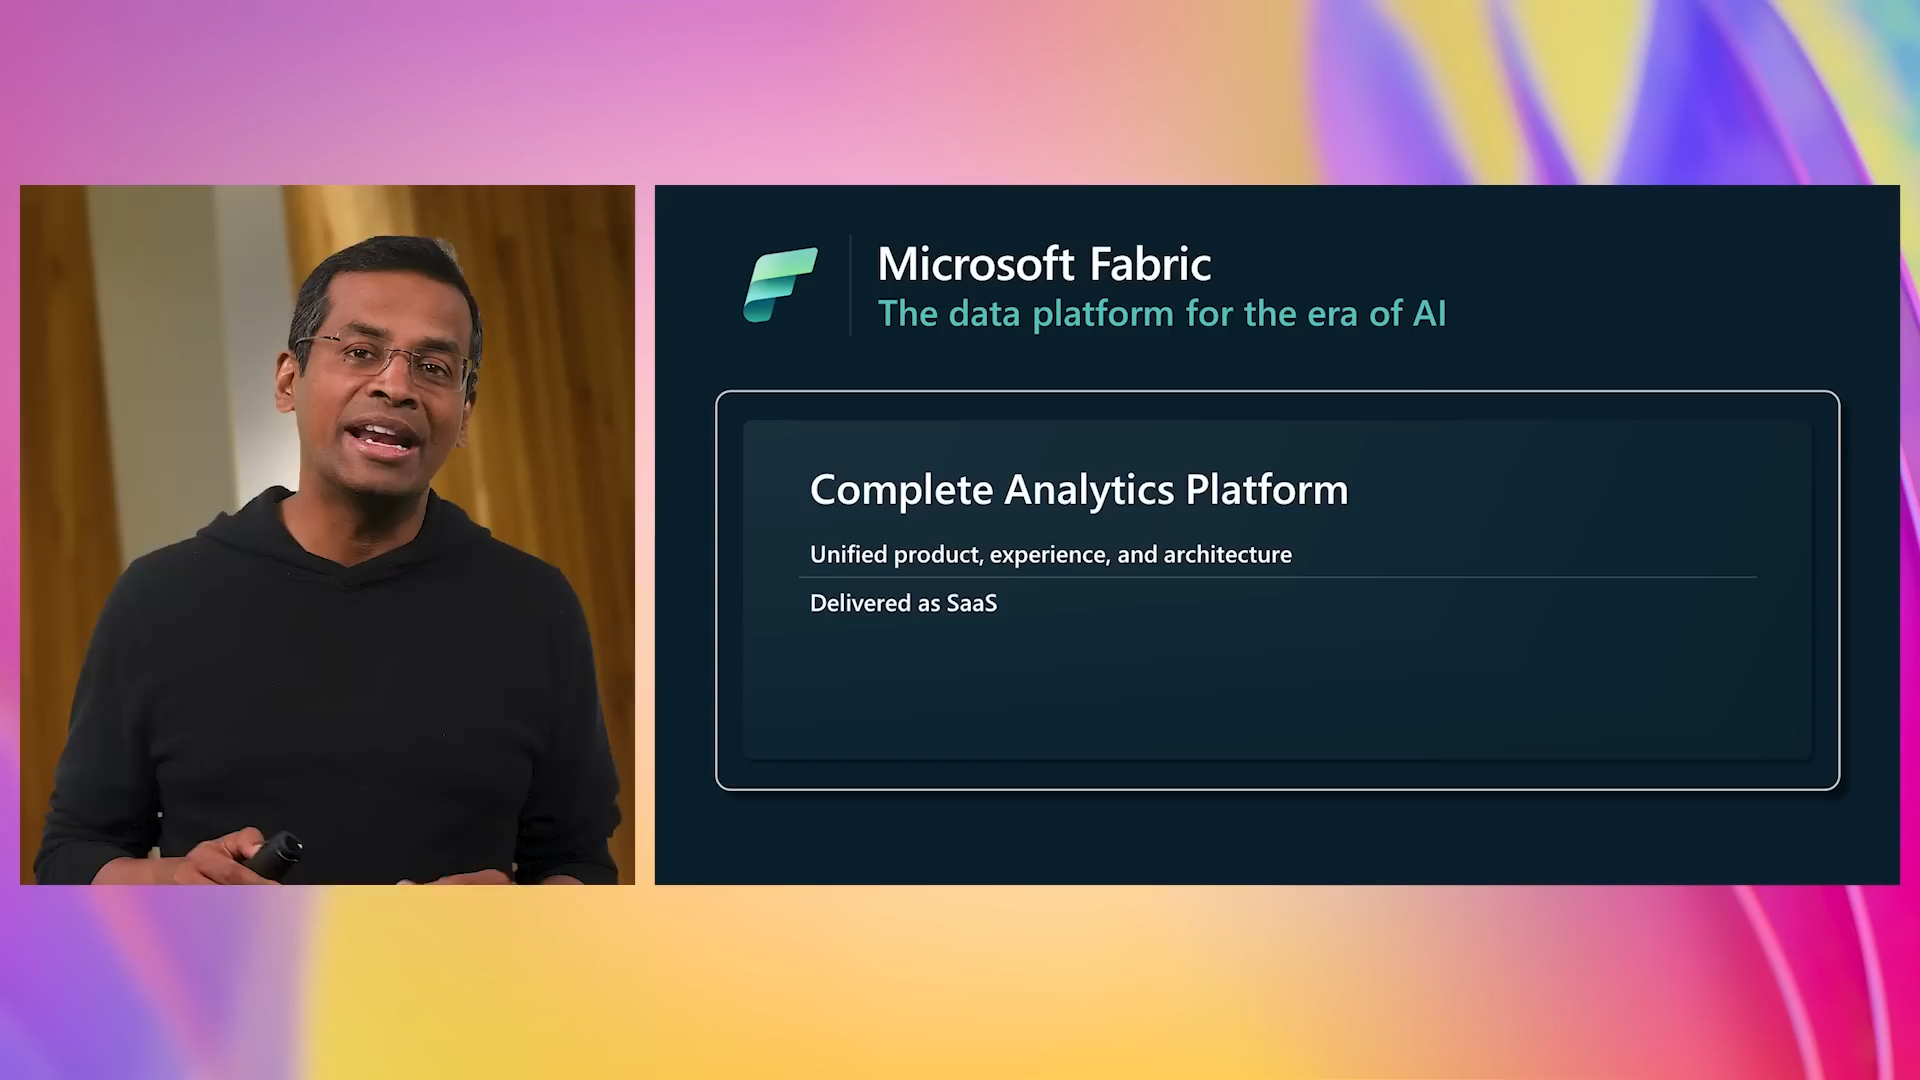 Microsoft Fabric
The data platform for the era of AI
Complete Analytics Platform
Unified product, experience, and architecture
Delivered as SaaS